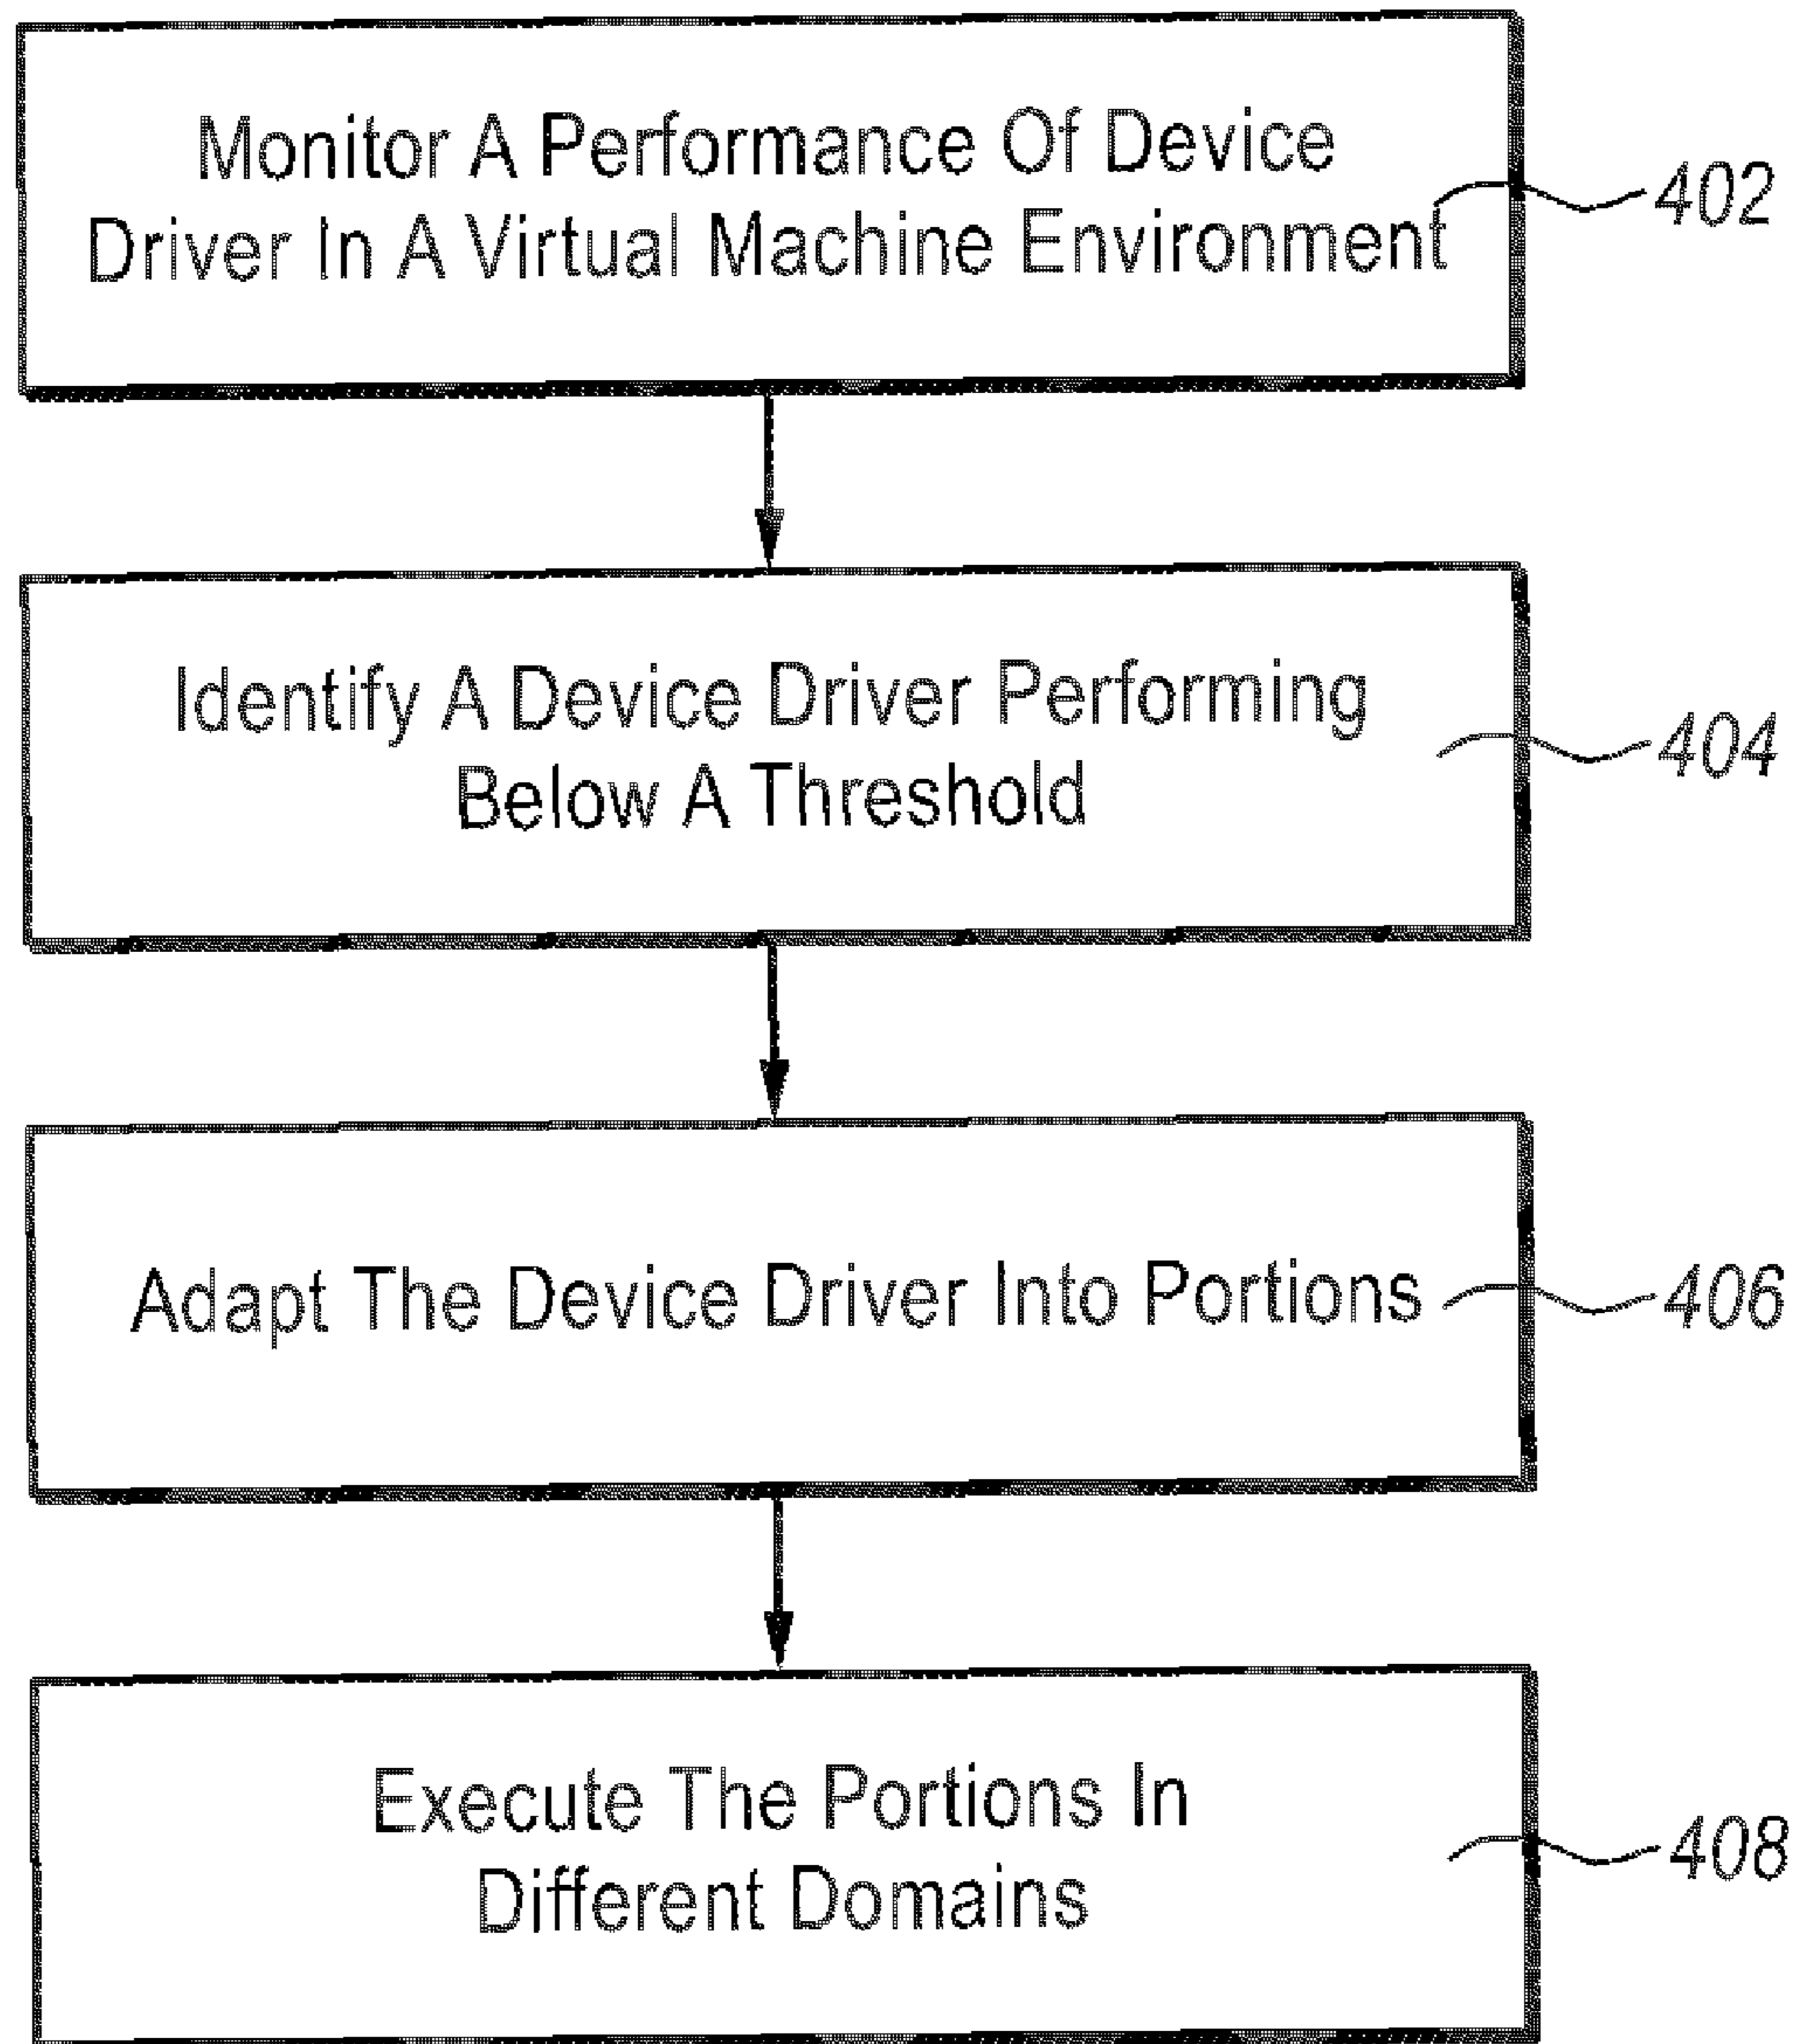 Monitor A Performance Of Device
Driver In A Virtual Machine Environment
402
Identify A Device Driver Performing
Below A Threshold
404
Adapt The Device Driver Into Portions
406
Execute The Portions In
Different Domains
408